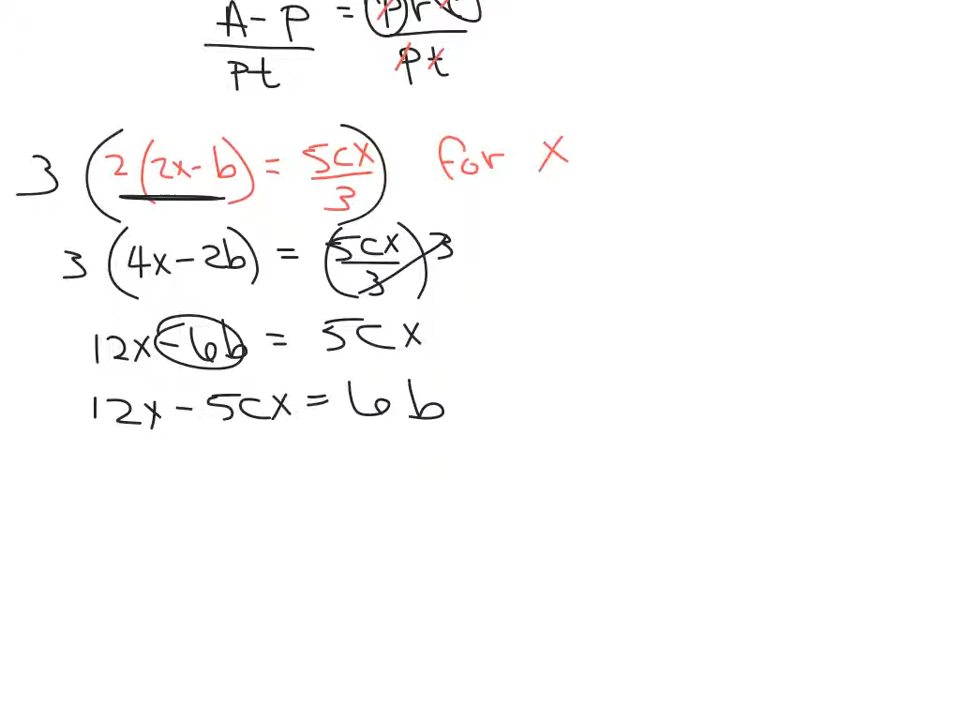 A - P = prt
pt pt
3 ( 2 (2x - b) = 5cx ) for x
3
3 (4x - 2b) = (5cx) 3
3
12x - 6b = 5cx
12x - 5cx = 6b